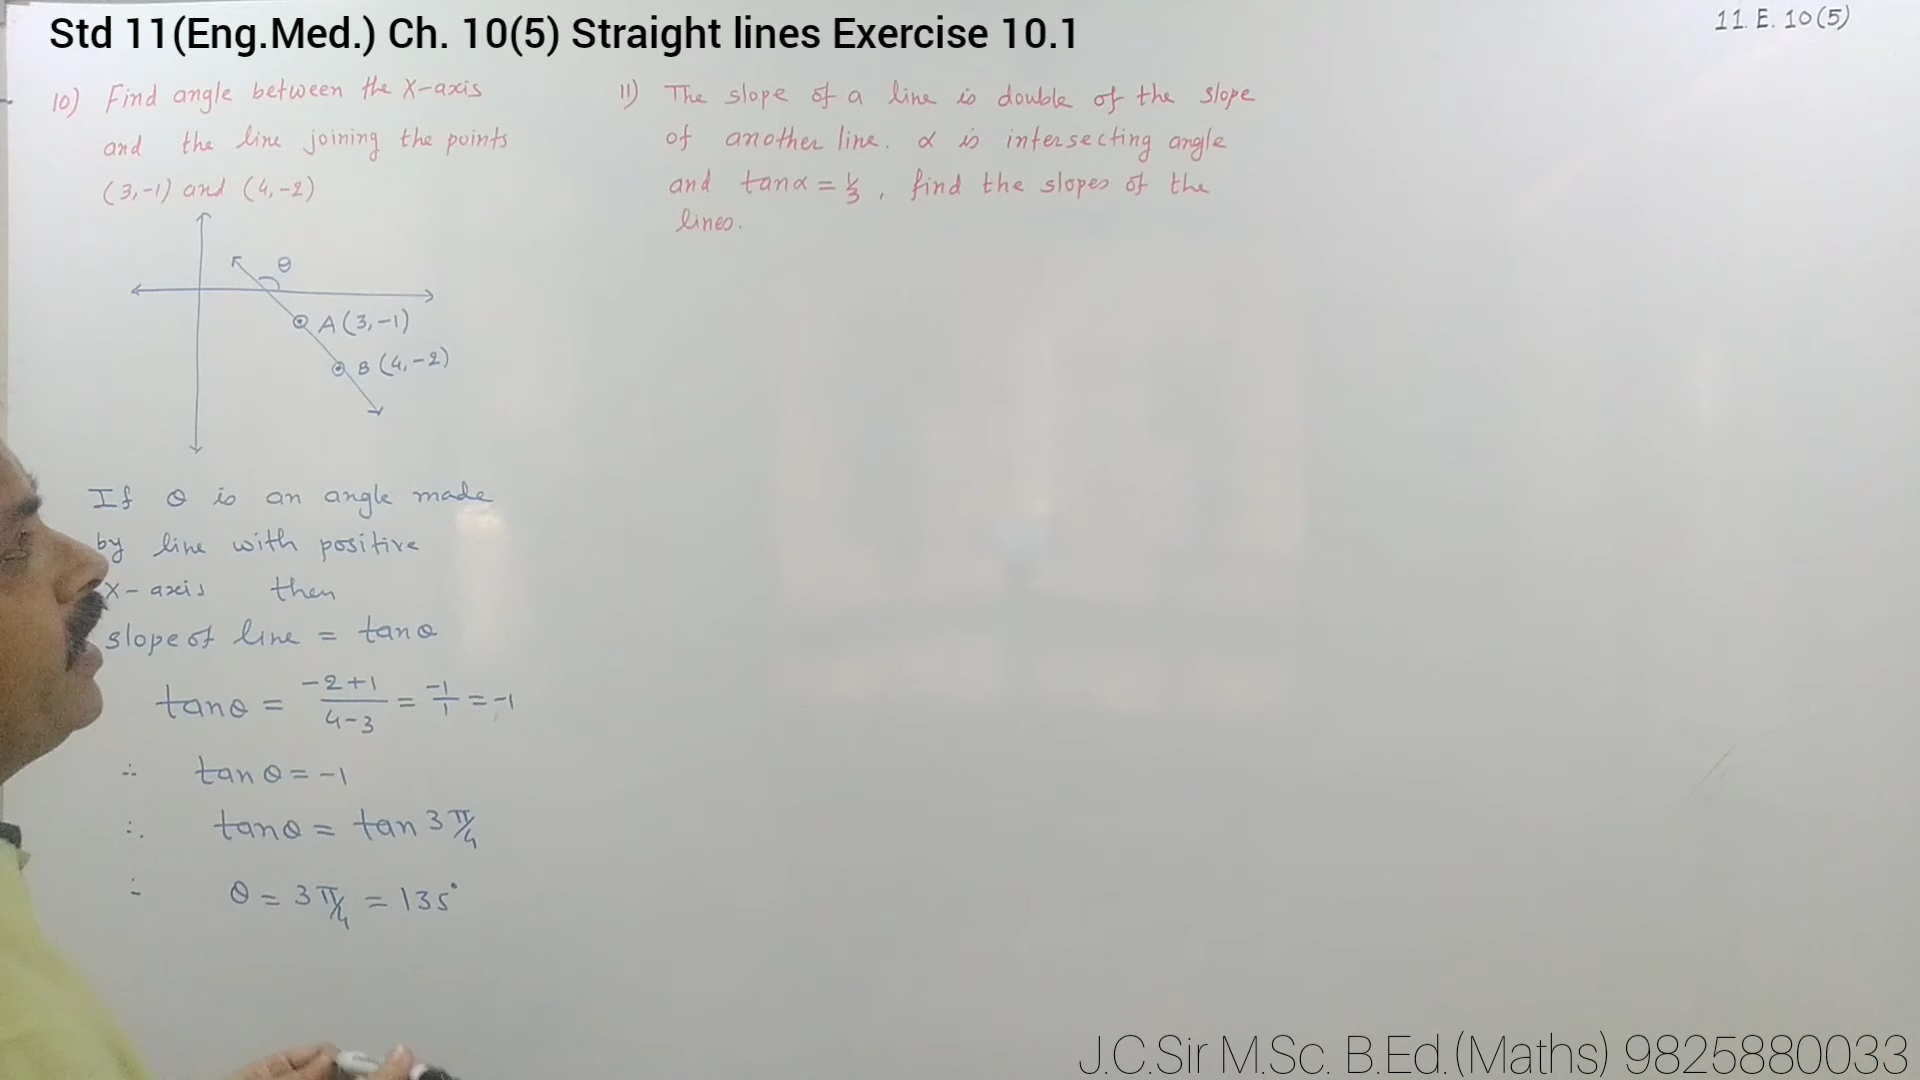 Std 11(Eng.Med.) Ch. 10(5) Straight lines Exercise 10.1
11. E. 10(5)
10) Find angle between the X-axis
and the line joining the points
(3,-1) and (4,-2)
θ
A(3,-1)
B(4,-2)
If θ is an angle made
by line with positive
X-axis then
slope of line = tanθ
tanθ = -2+1/4-3 = -1/1 = -1
∴ tanθ = -1
∴ tanθ = tan 3π/4
∴ θ = 3π/4 = 135°
11) The slope of a line is double of the slope
of another line. α is intersecting angle
and tanα = 1/3, find the slopes of the
lines.
J.C.Sir M.Sc. B.Ed.(Maths) 9825880033